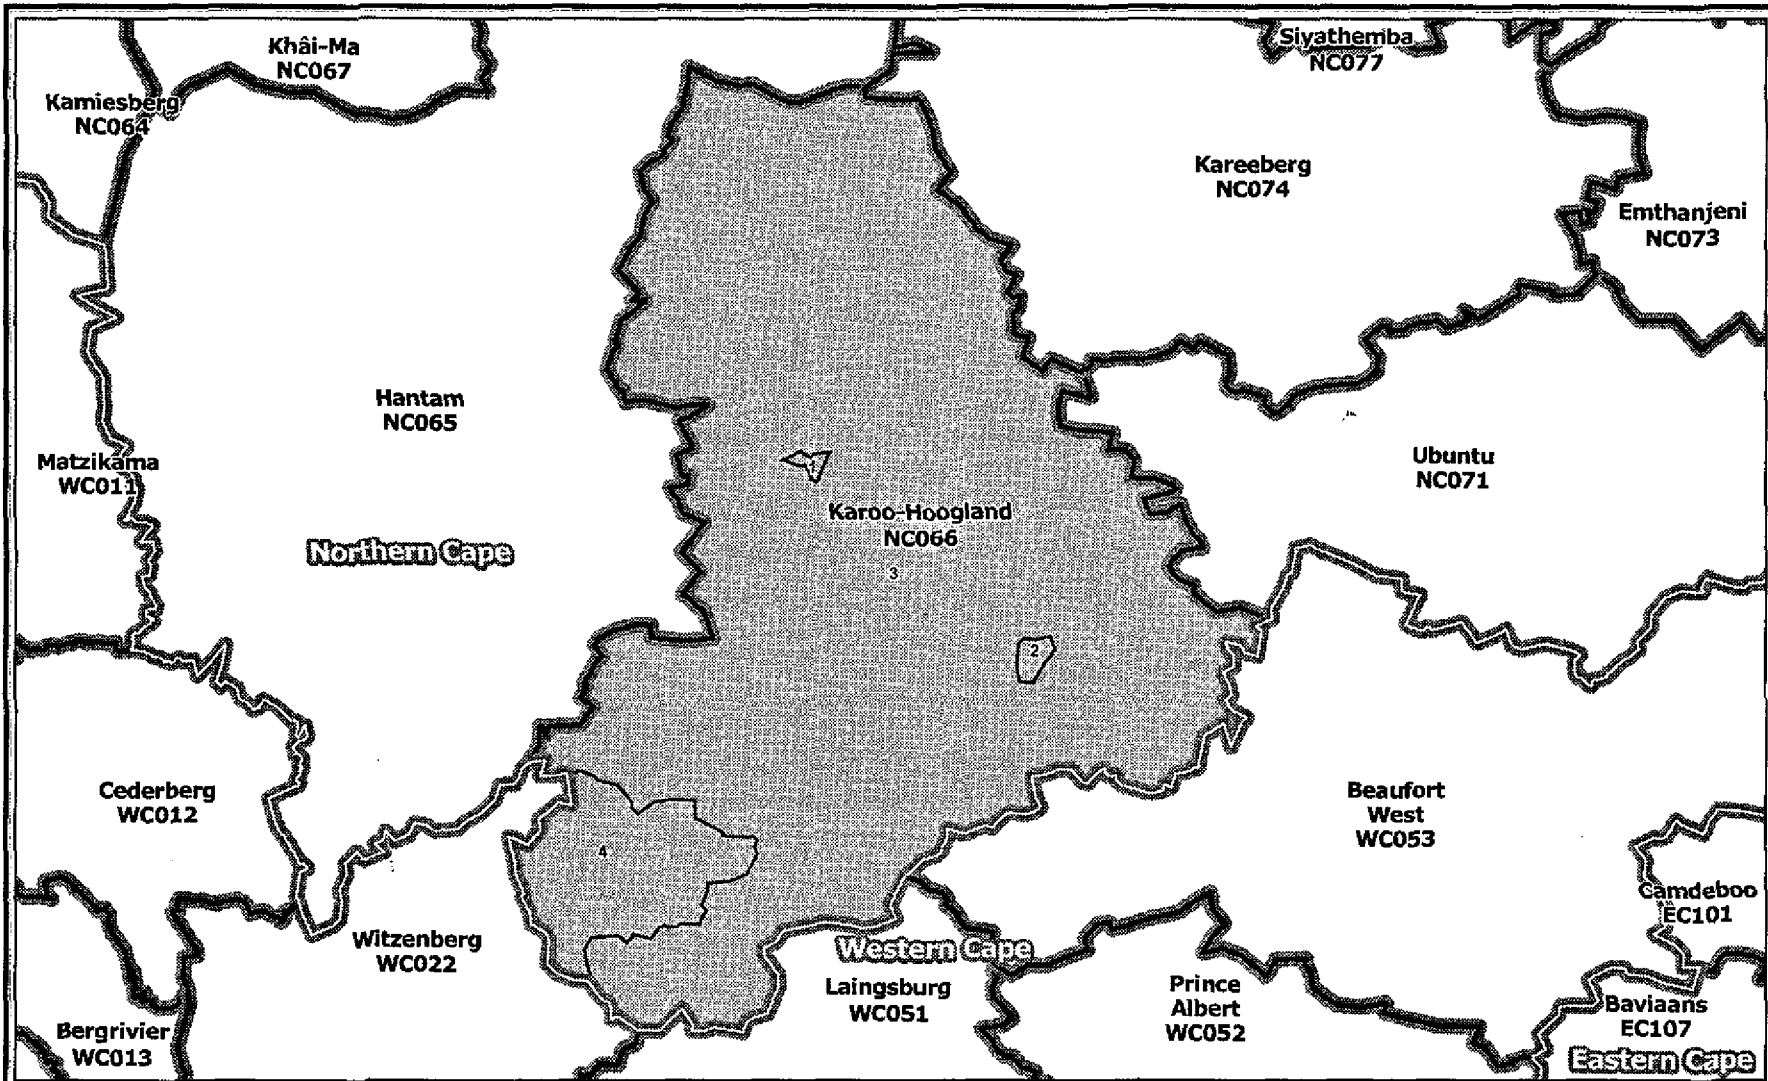 Khâi-Ma
NC067
Siyathemba
NC077
Kamiesberg
NC064
Kareeberg
NC074
Emthanjeni
NC073
Hantam
NC065
Matzikama
WC011
Ubuntu
NC071
1
Karoo-Hoogland
NC066
Northern Cape
3
2
Cederberg
WC012
Beaufort
West
WC053
4
Camdeboo
EC101
Witzenberg
WC022
Western Cape
Laingsburg
WC051
Prince
Albert
WC052
Baviaans
EC107
Bergrivier
WC013
Eastern Cape